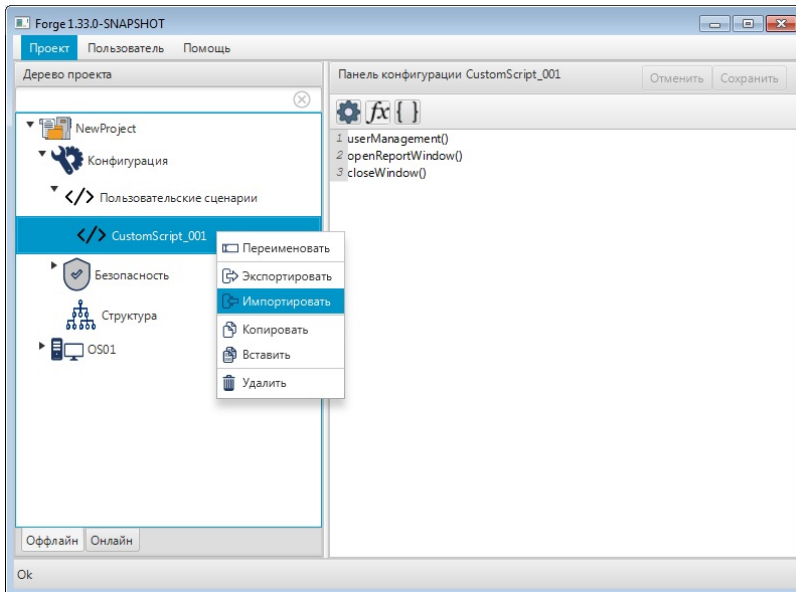 Forge 1.33.0-SNAPSHOT
Проект Пользователь Помощь
Дерево проекта
Панель конфигурации CustomScript_001
Отменить Сохранить
fx { }
NewProject
Конфигурация
</> Пользовательские сценарии
</> CustomScript_001
Безопасность
Структура
OS01
1 userManagement()
2 openReportWindow()
3 closeWindow()
Переименовать
Экспортировать
Импортировать
Копировать
Вставить
Удалить
Оффлайн Онлайн
Ok